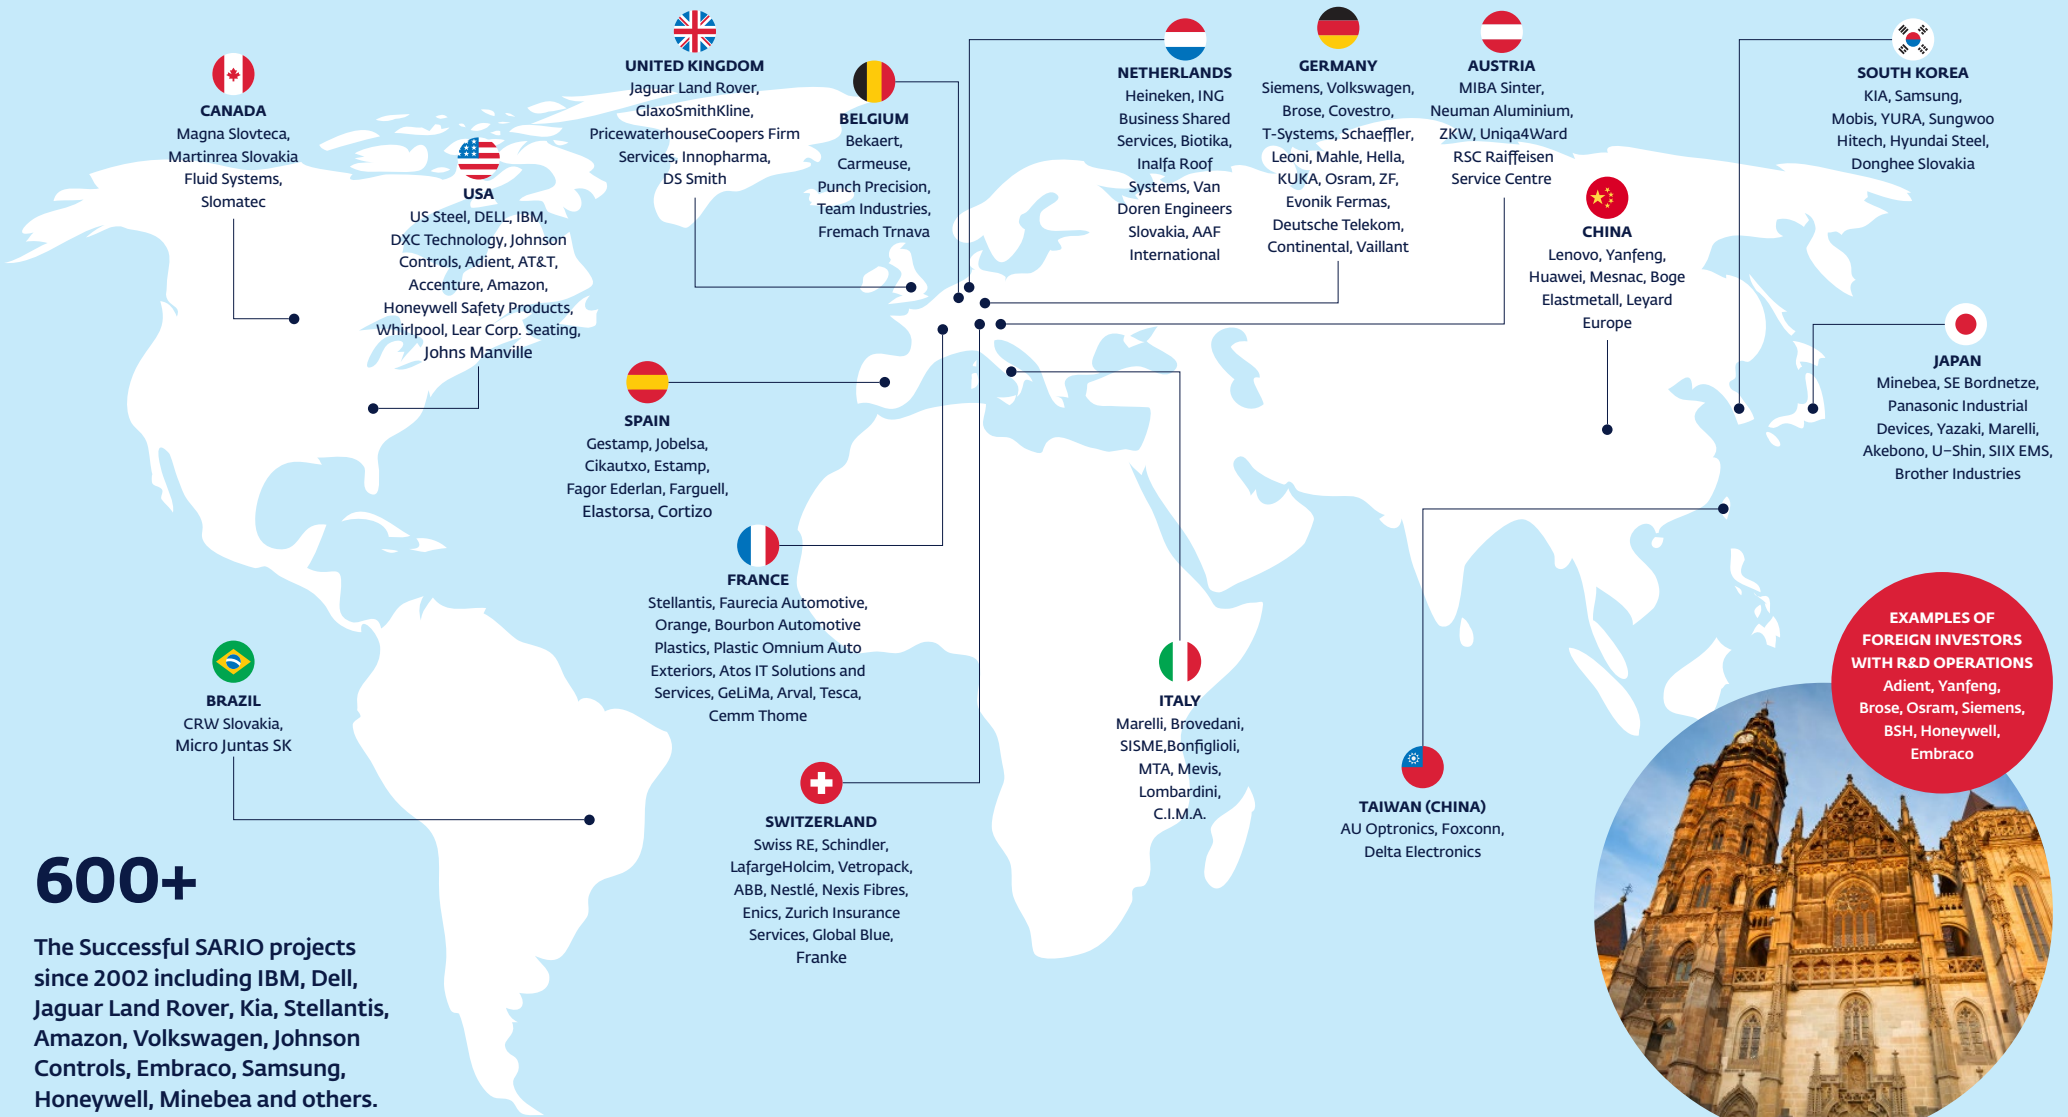 CANADA
Magna Slovteca,
Martinrea Slovakia
Fluid Systems,
Slomatec
USA
US Steel, DELL, IBM,
DXC Technology, Johnson
Controls, Adient, AT&T,
Accenture, Amazon,
Honeywell Safety Products,
Whirlpool, Lear Corp. Seating,
Johns Manville
UNITED KINGDOM
Jaguar Land Rover,
GlaxoSmithKline,
PricewaterhouseCoopers Firm
Services, Innopharma,
DS Smith
BELGIUM
Bekaert,
Carmeuse,
Punch Precision,
Team Industries,
Fremach Trnava
NETHERLANDS
Heineken, ING
Business Shared
Services, Biotika,
Inalfa Roof
Systems, Van
Doren Engineers
Slovakia, AAF
International
GERMANY
Siemens, Volkswagen,
Brose, Covestro,
T-Systems, Schaeffler,
Leoni, Mahle, Hella,
KUKA, Osram, ZF,
Evonik Fermas,
Deutsche Telekom,
Continental, Vaillant
AUSTRIA
MIBA Sinter,
Neuman Aluminium,
ZKW, Uniqa4Ward
RSC Raiffeisen
Service Centre
SOUTH KOREA
KIA, Samsung,
Mobis, YURA, Sungwoo
Hitech, Hyundai Steel,
Donghee Slovakia
CHINA
Lenovo, Yanfeng,
Huawei, Mesnac, Boge
Elastmetall, Leyard
Europe
JAPAN
Minebea, SE Bordnetze,
Panasonic Industrial
Devices, Yazaki, Marelli,
Akebono, U-Shin, SIIX EMS,
Brother Industries
SPAIN
Gestamp, Jobelsa,
Cikautxo, Estamp,
Fagor Ederlan, Farguell,
Elastorsa, Cortizo
FRANCE
Stellantis, Faurecia Automotive,
Orange, Bourbon Automotive
Plastics, Plastic Omnium Auto
Exteriors, Atos IT Solutions and
Services, GeLiMa, Arval, Tesca,
Cemm Thome
BRAZIL
CRW Slovakia,
Micro Juntas SK
SWITZERLAND
Swiss RE, Schindler,
LafargeHolcim, Vetropack,
ABB, Nestlé, Nexis Fibres,
Enics, Zurich Insurance
Services, Global Blue,
Franke
ITALY
Marelli, Brovedani,
SISME,Bonfiglioli,
MTA, Mevis,
Lombardini,
C.I.M.A.
TAIWAN (CHINA)
AU Optronics, Foxconn,
Delta Electronics
EXAMPLES OF
FOREIGN INVESTORS
WITH R&D OPERATIONS
Adient, Yanfeng,
Brose, Osram, Siemens,
BSH, Honeywell,
Embraco
600+
The Successful SARIO projects
since 2002 including IBM, Dell,
Jaguar Land Rover, Kia, Stellantis,
Amazon, Volkswagen, Johnson
Controls, Embraco, Samsung,
Honeywell, Minebea and others.